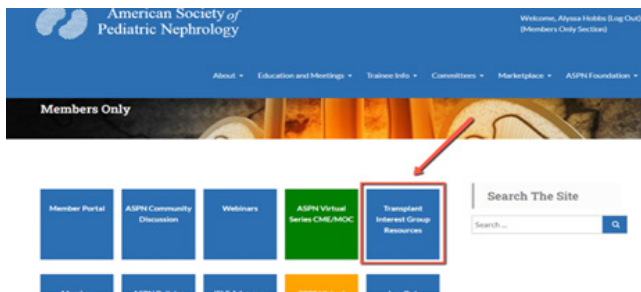 American Society of
Pediatric Nephrology
Welcome, Alyssa Hobbs (Log Out)
(Members Only Section)
About
Education and Meetings
Trainee Info
Committees
Marketplace
ASPN Foundation
Members Only
Member Portal
ASPN Community
Discussion
Webinars
ASPN Virtual
Series CME/MOC
Transplant
Interest Group
Resources
Search The Site
Search ...